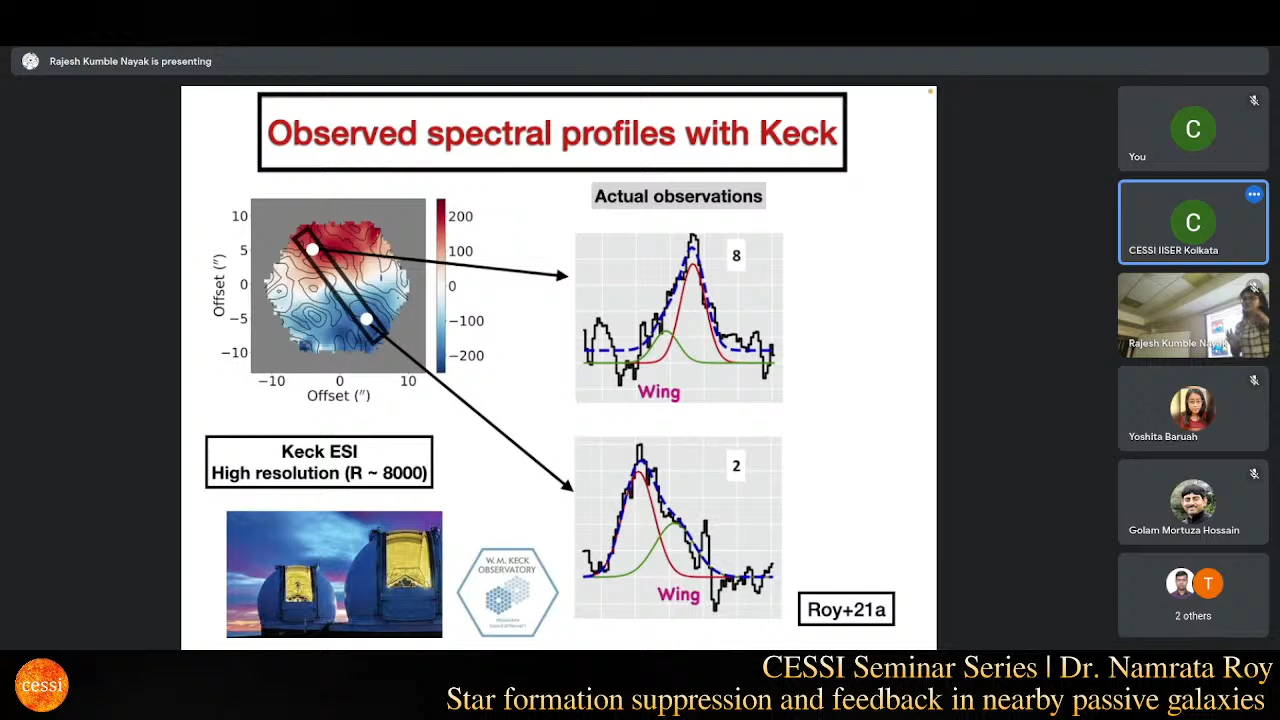 Rajesh Kumble Nayak is presenting
Observed spectral profiles with Keck
Actual observations
10
5
0
−5
−10
Offset (″)
−10
0
10
Offset (″)
200
100
0
−100
−200
8
Wing
2
Wing
Keck ESI
High resolution (R ~ 8000)
W. M. KECK
OBSERVATORY
Roy+21a
C
You
C
CESSI IISER Kolkata
Rajesh Kumble Nayak
Yoshita Baruah
Golam Mortuza Hossain
T
2 others
cessi
CESSI Seminar Series | Dr. Namrata Roy
Star formation suppression and feedback in nearby passive galaxies